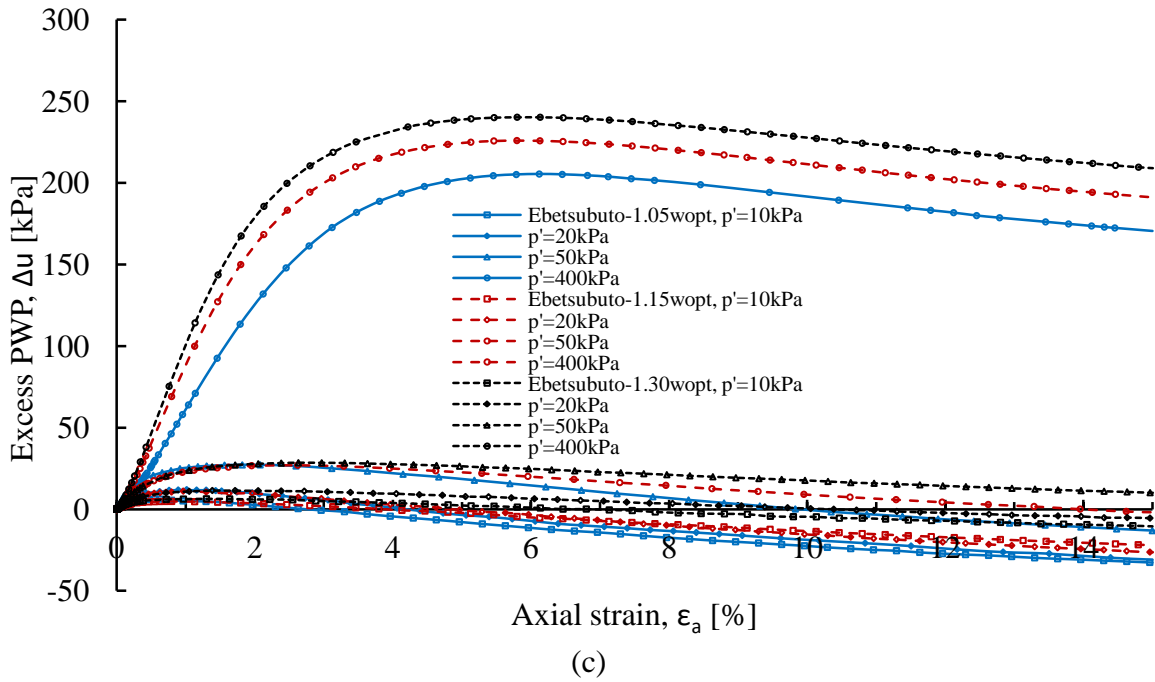 300
250
200
150
100
50
0
-50
Excess PWP, Δu [kPa]
Ebetsubuto-1.05wopt, p'=10kPa
p'=20kPa
p'=50kPa
p'=400kPa
Ebetsubuto-1.15wopt, p'=10kPa
p'=20kPa
p'=50kPa
p'=400kPa
Ebetsubuto-1.30wopt, p'=10kPa
p'=20kPa
p'=50kPa
p'=400kPa
0 2 4 6 8 10 12 14
Axial strain, εa [%]
(c)